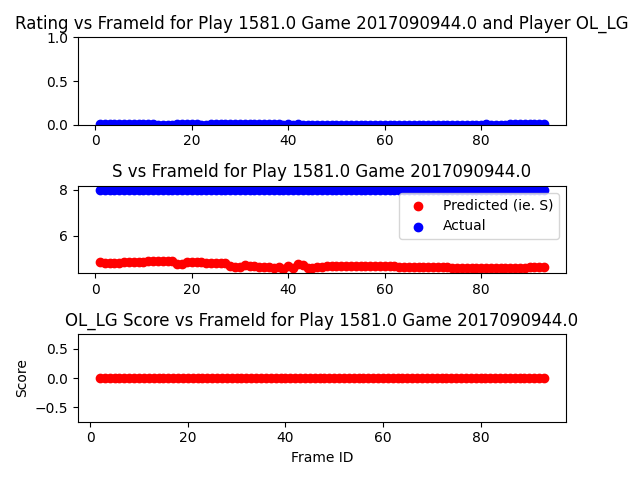 Rating vs FrameId for Play 1581.0 Game 2017090944.0 and Player OL_LG
1.0
0.5
0.0
0 20 40 60 80
S vs FrameId for Play 1581.0 Game 2017090944.0
8
6
Predicted (ie. S)
Actual
0 20 40 60 80
OL_LG Score vs FrameId for Play 1581.0 Game 2017090944.0
Score
0.5
0.0
−0.5
0 20 40 60 80
Frame ID